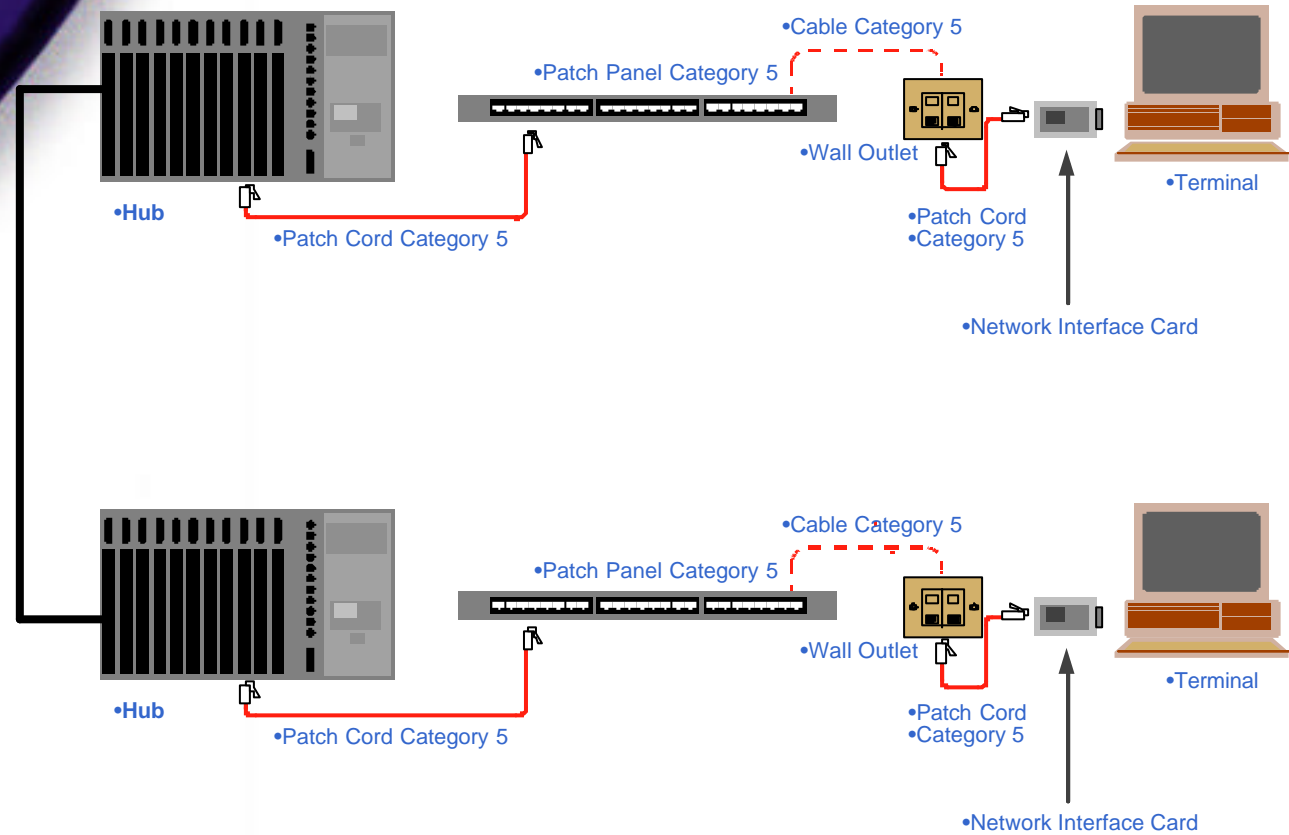 •Cable Category 5
•Patch Panel Category 5
•Wall Outlet
•Terminal
•Hub
•Patch Cord
•Category 5
•Patch Cord Category 5
•Network Interface Card
•Cable Category 5
•Patch Panel Category 5
•Wall Outlet
•Terminal
•Hub
•Patch Cord
•Category 5
•Patch Cord Category 5
•Network Interface Card